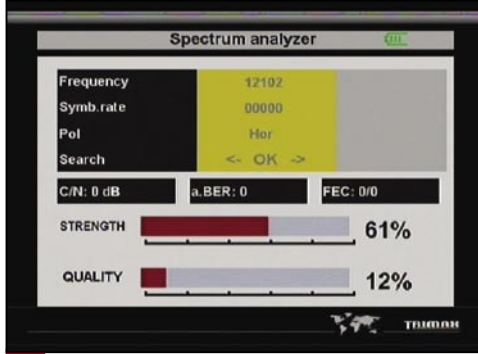 Spectrum analyzer
Frequency 12102
Symb.rate 00000
Pol Hor
Search <- OK ->
C/N: 0 dB a.BER: 0 FEC: 0/0
STRENGTH 61%
QUALITY 12%
TRIMAX